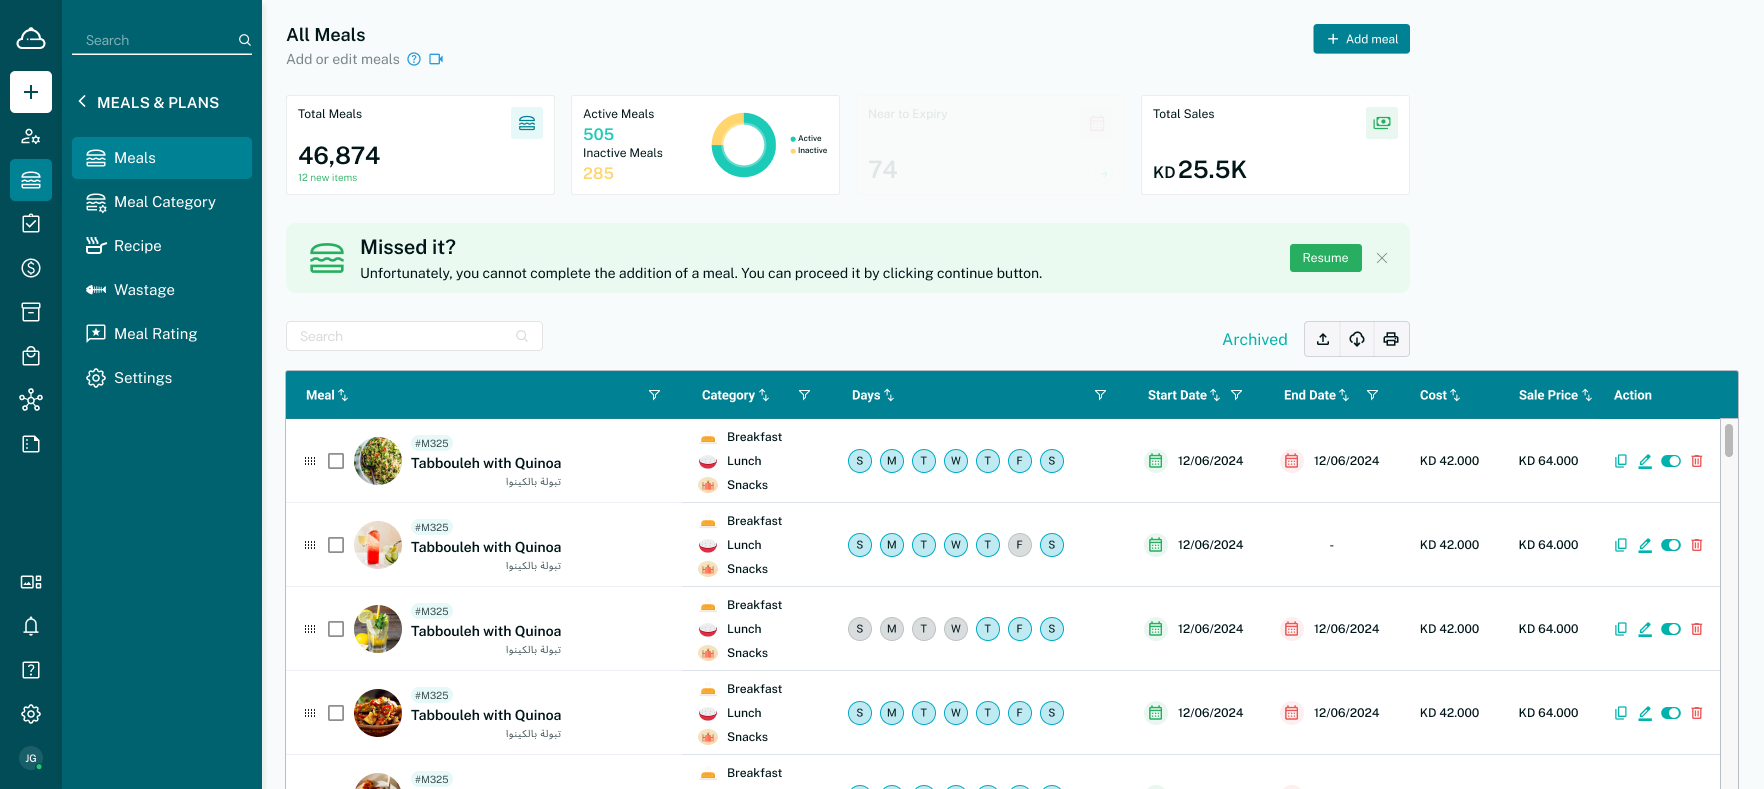 Search
MEALS & PLANS
Meals
Meal Category
Recipe
Wastage
Meal Rating
Settings
JG
All Meals
Add or edit meals
Add meal
Total Meals
46,874
12 new items
Active Meals
505
Inactive Meals
285
Active
Inactive
Near to Expiry
74
Total Sales
KD 25.5K
Missed it?
Unfortunately, you cannot complete the addition of a meal. You can proceed it by clicking continue button.
Resume
Search
Archived
Meal Category Days Start Date End Date Cost Sale Price Action
#M325
Tabbouleh with Quinoa
تبولة بالكينوا
Breakfast
Lunch
Snacks
S M T W T F S
12/06/2024 12/06/2024 KD 42.000 KD 64.000
#M325
Tabbouleh with Quinoa
تبولة بالكينوا
Breakfast
Lunch
Snacks
S M T W T F S
12/06/2024 - KD 42.000 KD 64.000
#M325
Tabbouleh with Quinoa
تبولة بالكينوا
Breakfast
Lunch
Snacks
S M T W T F S
12/06/2024 12/06/2024 KD 42.000 KD 64.000
#M325
Tabbouleh with Quinoa
تبولة بالكينوا
Breakfast
Lunch
Snacks
S M T W T F S
12/06/2024 12/06/2024 KD 42.000 KD 64.000
#M325
Breakfast